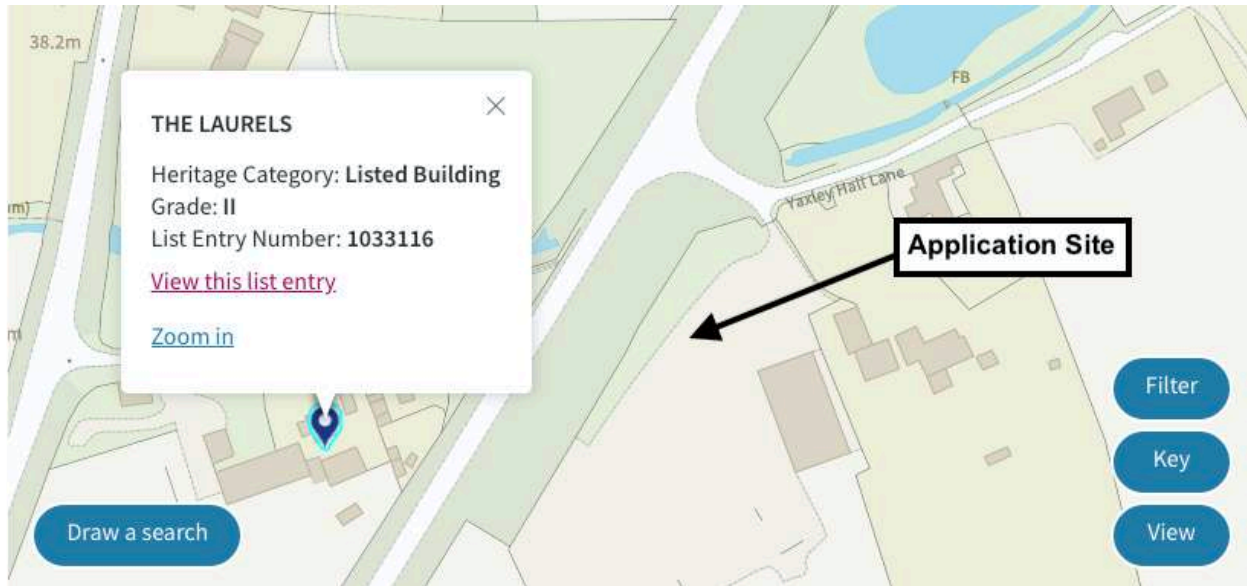 38.2m
THE LAURELS
Heritage Category: Listed Building
Grade: II
List Entry Number: 1033116
View this list entry
Zoom in
FB
Yaxley Hall Lane
Application Site
m)
m
Filter
Key
View
Draw a search